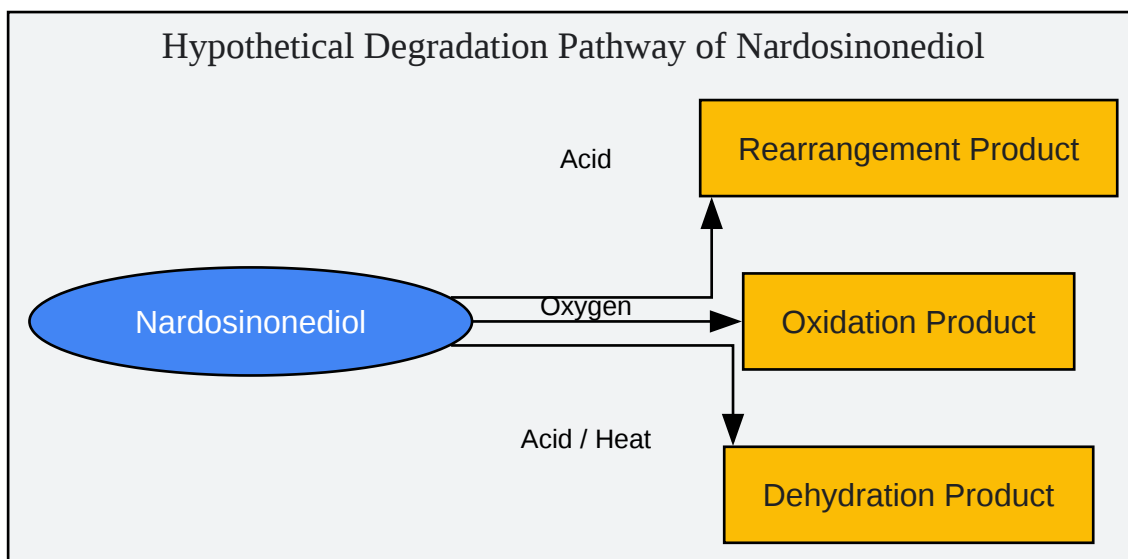 Hypothetical Degradation Pathway of Nardosinonediol
Acid
Rearrangement Product
Nardosinonediol
Oxygen
Oxidation Product
Acid / Heat
Dehydration Product